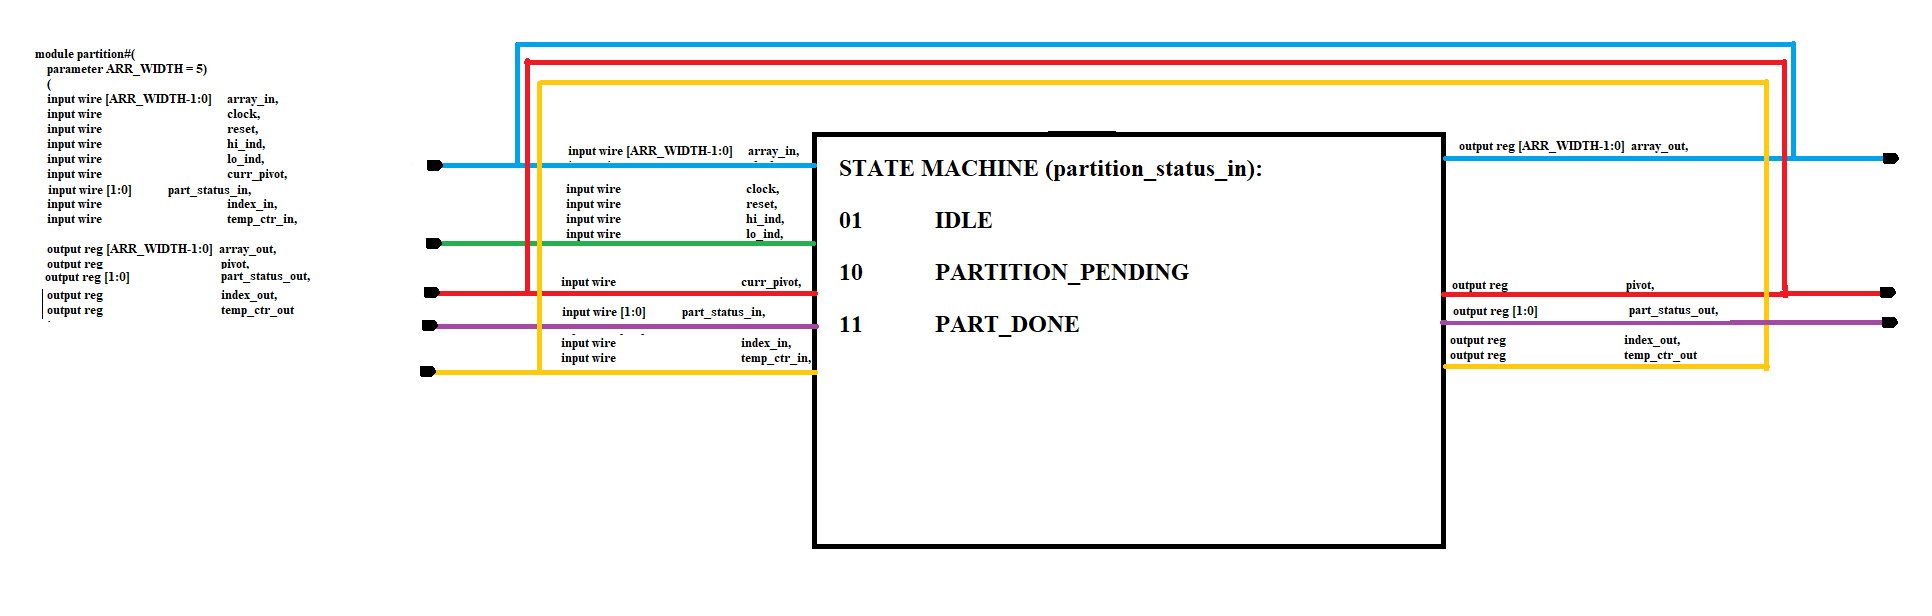 module partition#(
parameter ARR_WIDTH = 5)
(
input wire [ARR_WIDTH-1:0] array_in,
input wire clock,
input wire reset,
input wire hi_ind,
input wire lo_ind,
input wire curr_pivot,
input wire [1:0] part_status_in,
input wire index_in,
input wire temp_ctr_in,
output reg [ARR_WIDTH-1:0] array_out,
output reg pivot,
output reg [1:0] part_status_out,
output reg index_out,
output reg temp_ctr_out
input wire [ARR_WIDTH-1:0] array_in,
input wire clock,
input wire reset,
input wire hi_ind,
input wire lo_ind,
input wire curr_pivot,
input wire [1:0] part_status_in,
input wire index_in,
input wire temp_ctr_in,
STATE MACHINE (partition_status_in):
01 IDLE
10 PARTITION_PENDING
11 PART_DONE
output reg [ARR_WIDTH-1:0] array_out,
output reg pivot,
output reg [1:0] part_status_out,
output reg index_out,
output reg temp_ctr_out